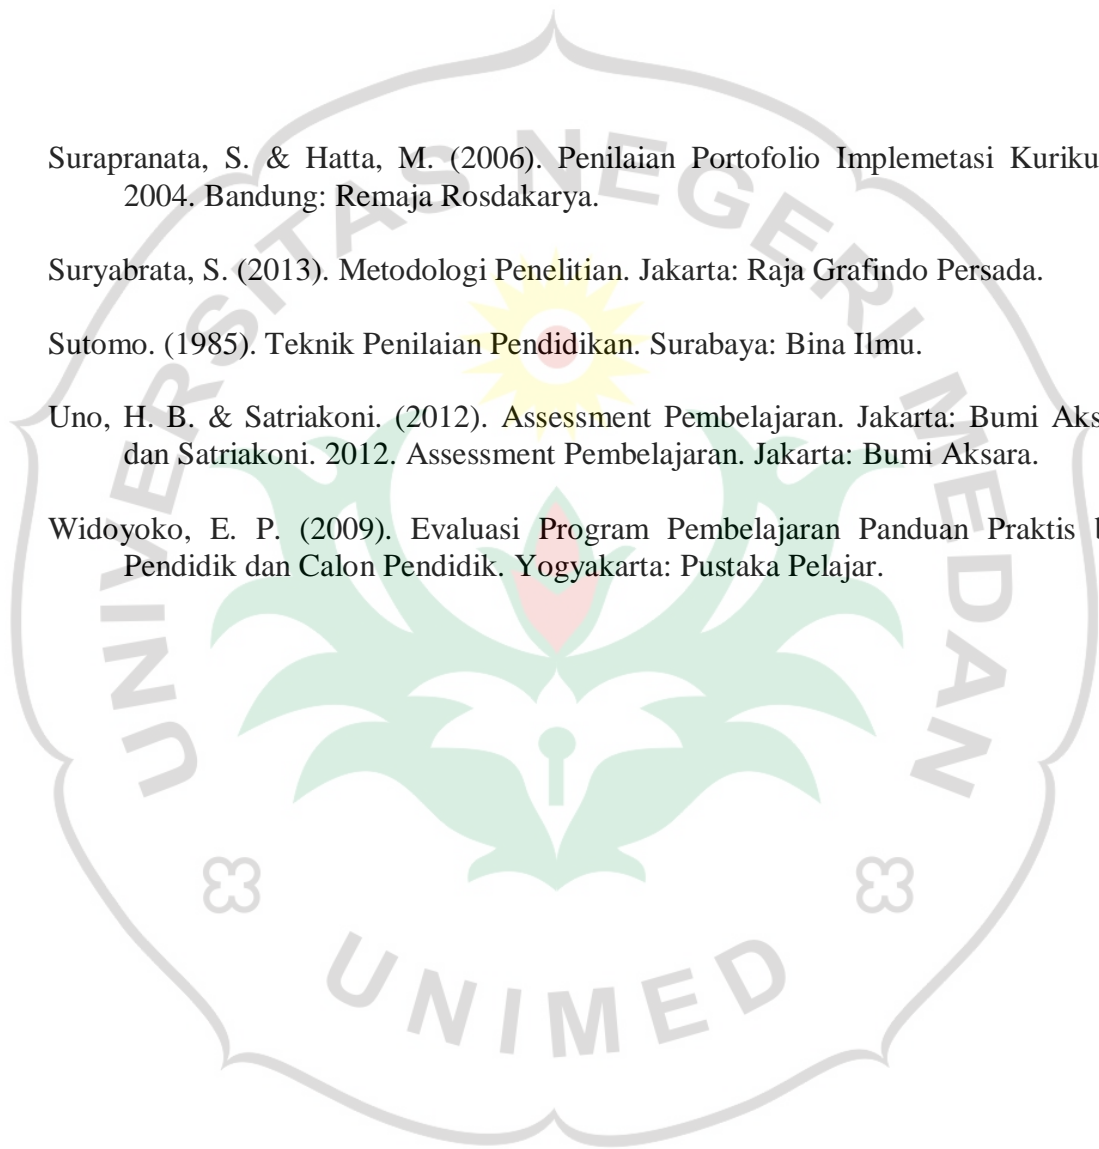 Surapranata, S. & Hatta, M. (2006). Penilaian Portofolio Implemetasi Kuriku
2004. Bandung: Remaja Rosdakarya.
Suryabrata, S. (2013). Metodologi Penelitian. Jakarta: Raja Grafindo Persada.
Sutomo. (1985). Teknik Penilaian Pendidikan. Surabaya: Bina Ilmu.
Uno, H. B. & Satriakoni. (2012). Assessment Pembelajaran. Jakarta: Bumi Aks
dan Satriakoni. 2012. Assessment Pembelajaran. Jakarta: Bumi Aksara.
Widoyoko, E. P. (2009). Evaluasi Program Pembelajaran Panduan Praktis b
Pendidik dan Calon Pendidik. Yogyakarta: Pustaka Pelajar.
UNIVERSITAS NEGERI MEDAN
UNIMED